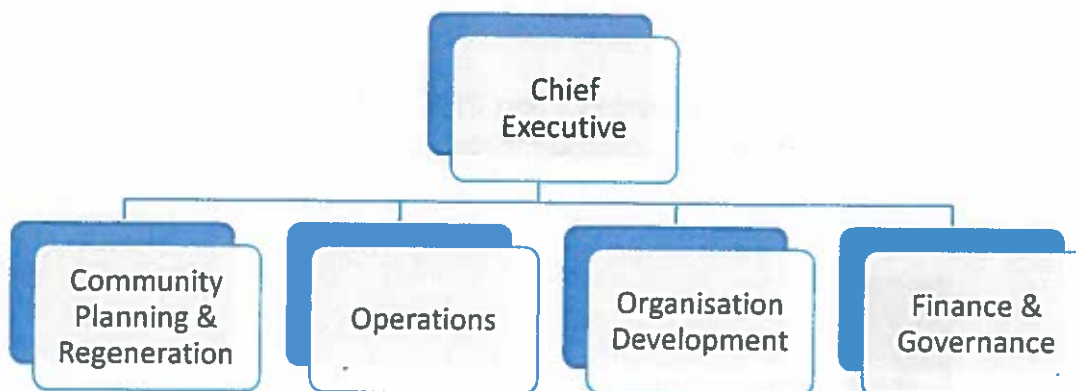 Chief
Executive
Community
Planning &
Regeneration
Operations
Organisation
Development
Finance &
Governance